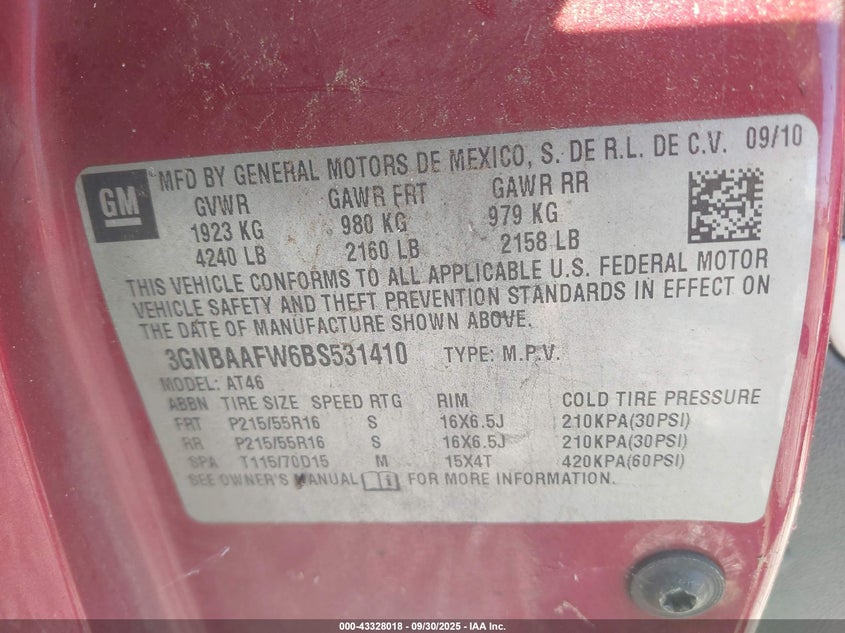 GM
MFD BY GENERAL MOTORS DE MEXICO, S. DE R.L. DE C.V. 09/10
GVWR GAWR FRT GAWR RR
1923 KG 980 KG 979 KG
4240 LB 2160 LB 2158 LB
THIS VEHICLE CONFORMS TO ALL APPLICABLE U.S. FEDERAL MOTOR
VEHICLE SAFETY AND THEFT PREVENTION STANDARDS IN EFFECT ON
THE DATE OF MANUFACTURE SHOWN ABOVE.
3GNBAAFW6BS531410 TYPE: M.P.V.
MODEL: AT46
ABBN TIRE SIZE SPEED RTG RIM COLD TIRE PRESSURE
FRT P215/55R16 S 16X6.5J 210KPA(30PSI)
RR P215/55R16 S 16X6.5J 210KPA(30PSI)
SPA T115/70D15 M 15X4T 420KPA(60PSI)
SEE OWNER'S MANUAL FOR MORE INFORMATION.
000-43328018 - 09/30/2025 - IAA Inc.